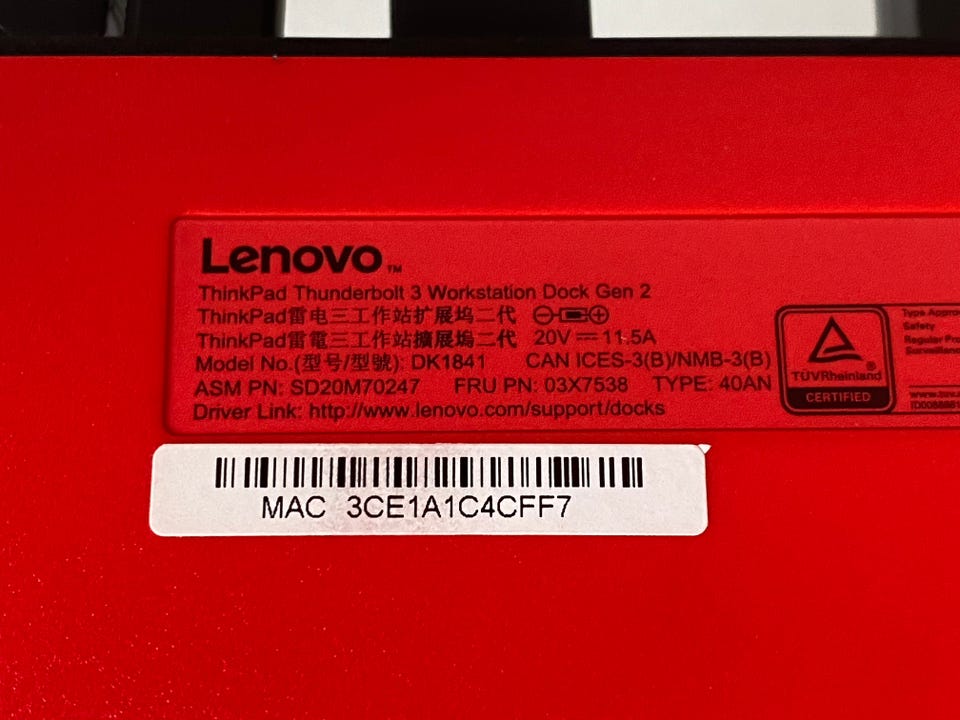 Lenovo™
ThinkPad Thunderbolt 3 Workstation Dock Gen 2
ThinkPad雷电三工作站扩展坞二代
ThinkPad雷電三工作站擴展塢二代 20V 11.5A
Model No.(型号/型號): DK1841 CAN ICES-3(B)/NMB-3(B)
ASM PN: SD20M70247 FRU PN: 03X7538 TYPE: 40AN
Driver Link: http://www.lenovo.com/support/docks
TÜVRheinland®
CERTIFIED
Type
Safety
Regular
MAC 3CE1A1C4CFF7